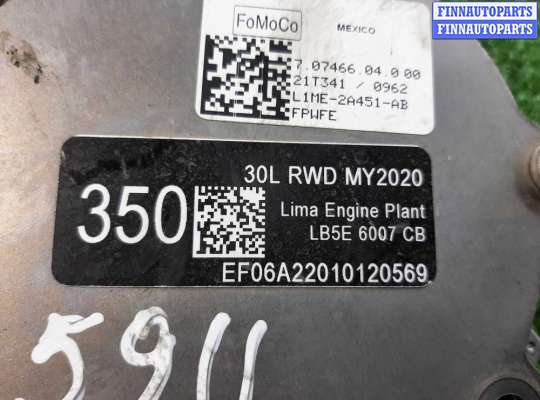 FINNAUTOPARTS
FINNAUTOPARTS
FoMoCo
MEXICO
7.07466.04.0 00
21T341 / 0962
L1ME-2A451-AB
FPWFE
350
30L RWD MY2020
Lima Engine Plant
LB5E 6007 CB
EF06A22010120569
5911